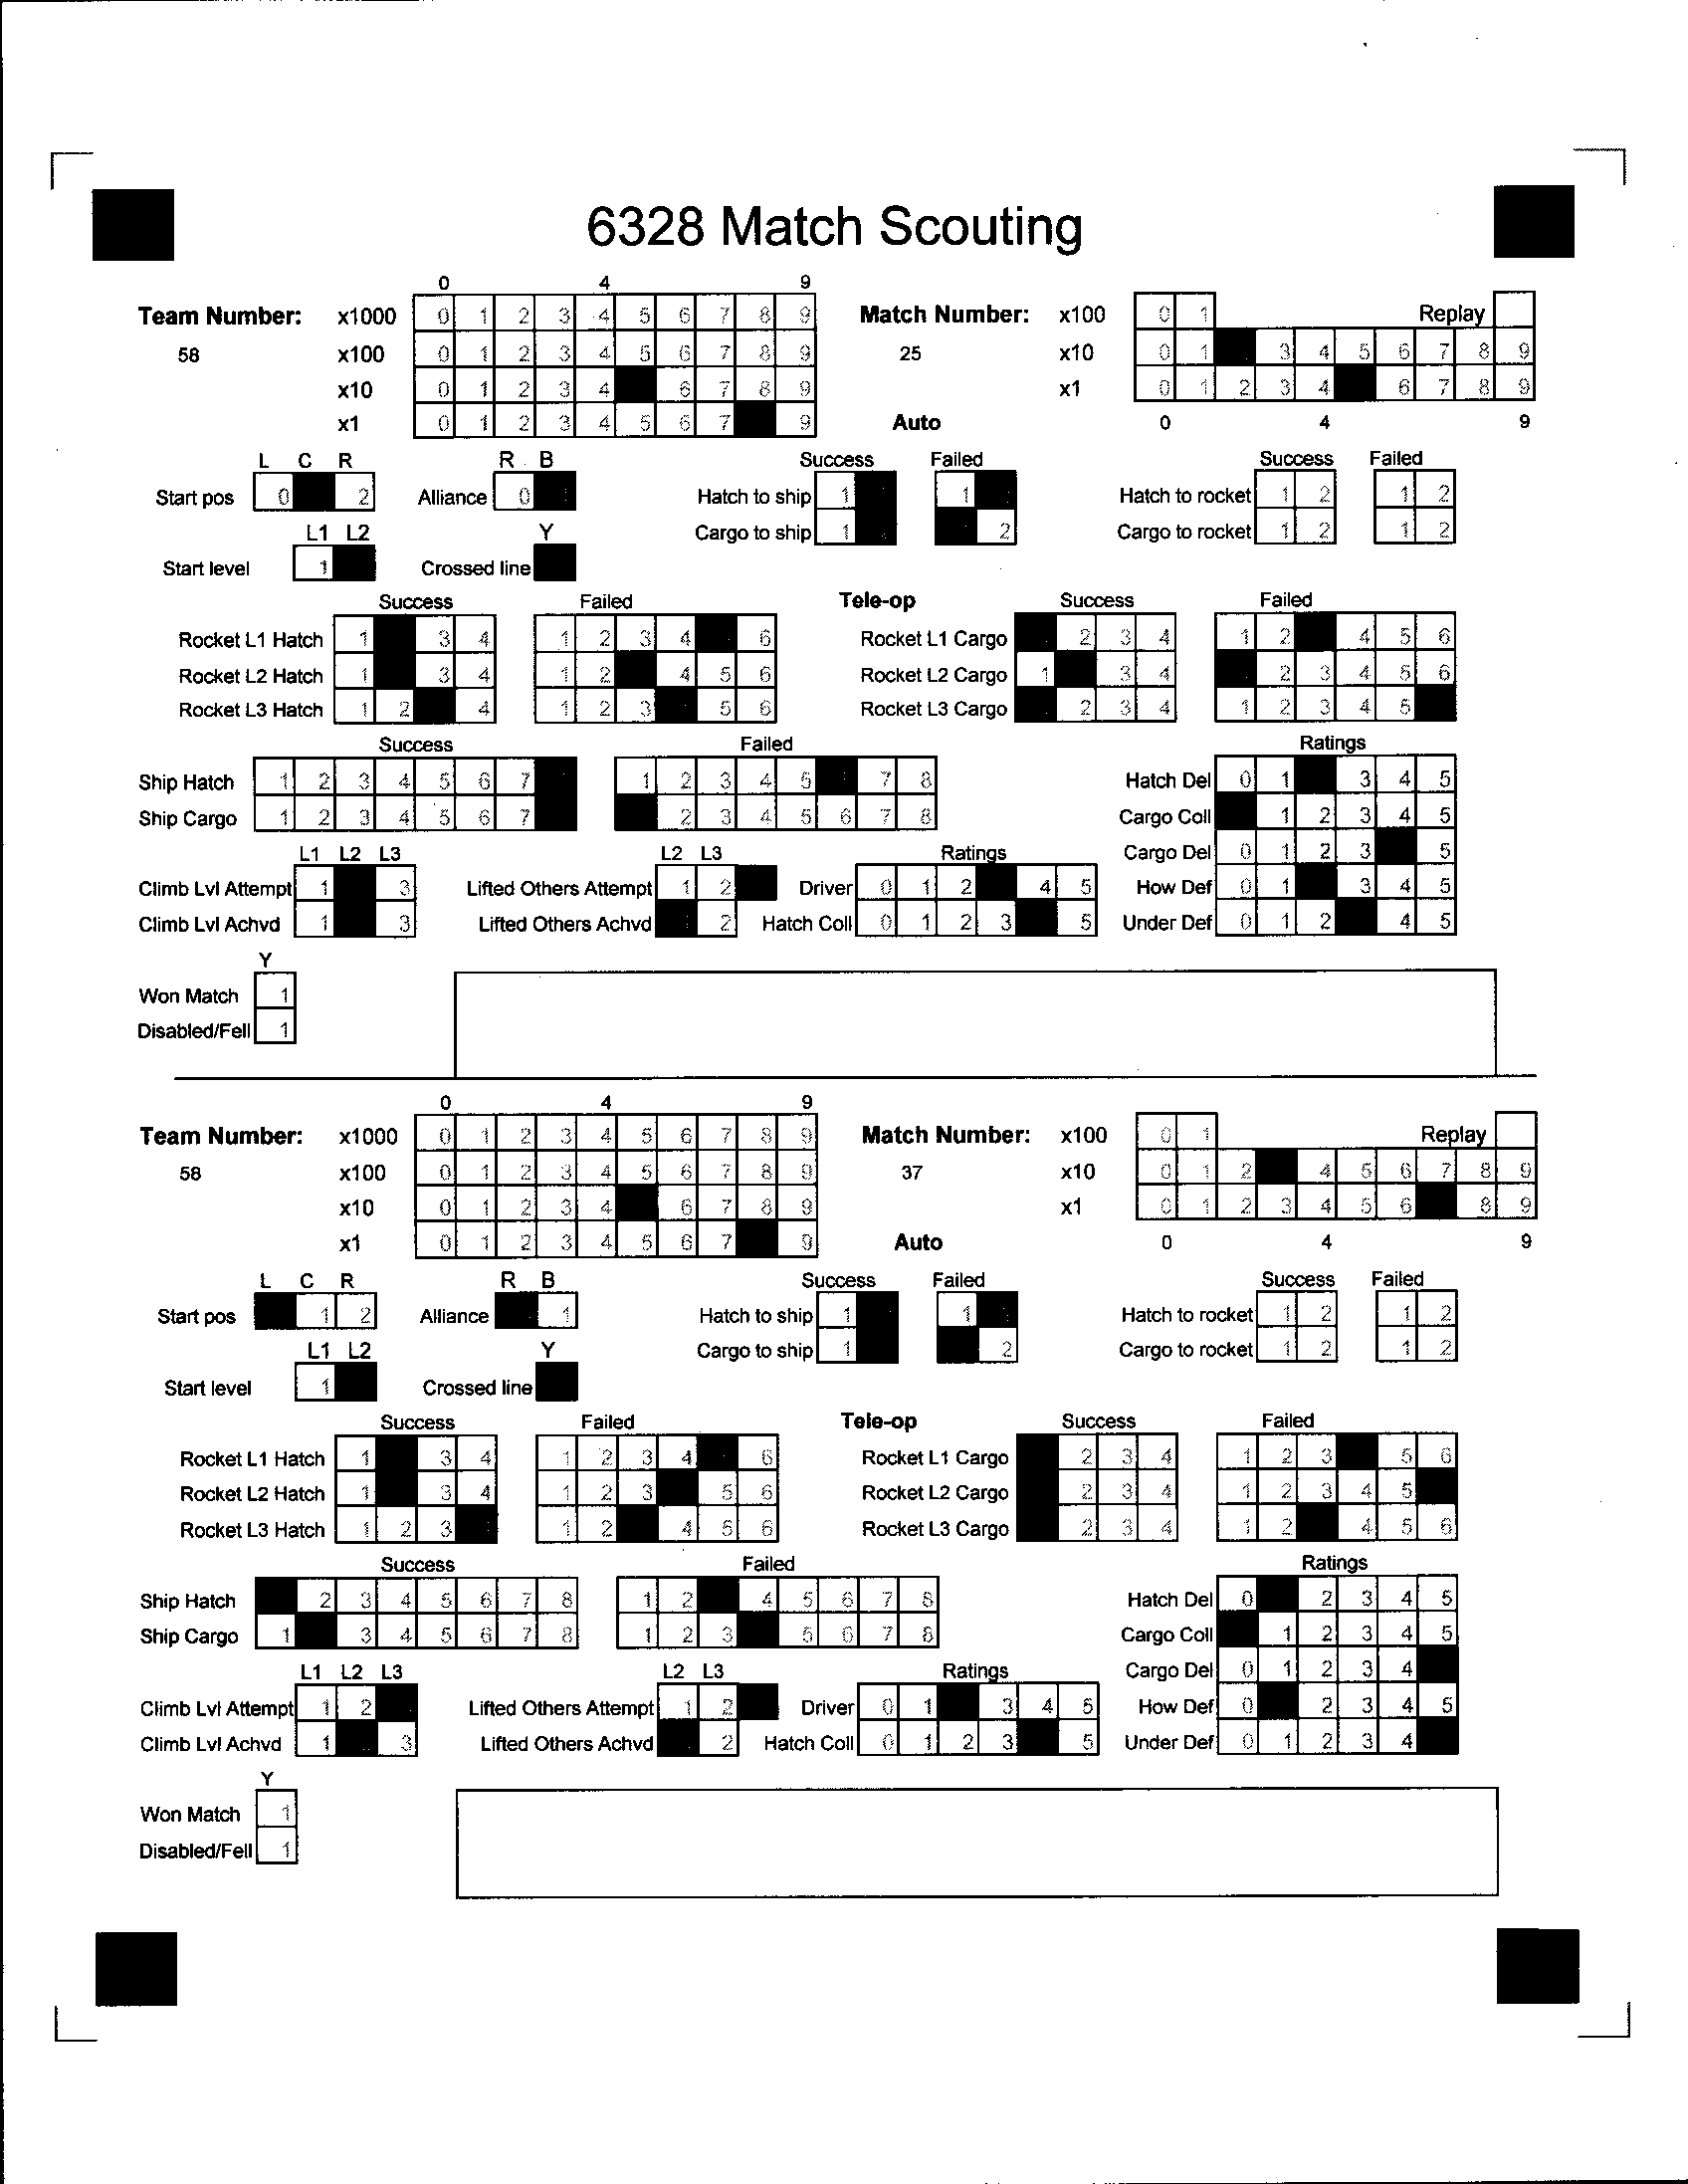 6328 Match Scouting
0 4 9
Team Number: x1000 0 1 2 3 4 5 6 7 8 9 Match Number: x100 0 1 Replay
58 x100 0 1 2 3 4 5 6 7 8 9 25 x10 0 1 3 4 5 6 7 8 9
x10 0 1 2 3 4 6 7 8 9 x1 0 1 2 3 4 6 7 8 9
x1 0 1 2 3 4 5 6 7 9 Auto 0 4 9
L C R R B Success Failed Success Failed
Start pos 0 2 Alliance 0 Hatch to ship 1 1 Hatch to rocket 1 2 1 2
L1 L2 Y Cargo to ship 1 2 Cargo to rocket 1 2 1 2
Start level 1 Crossed line
Success Failed Tele-op Success Failed
Rocket L1 Hatch 1 3 4 1 2 3 4 6 Rocket L1 Cargo 2 3 4 1 2 4 5 6
Rocket L2 Hatch 1 3 4 1 2 4 5 6 Rocket L2 Cargo 1 3 4 2 3 4 5 6
Rocket L3 Hatch 1 2 4 1 2 3 5 6 Rocket L3 Cargo 2 3 4 1 2 3 4 5
Success Failed Ratings
Ship Hatch 1 2 3 4 5 6 7 1 2 3 4 5 7 8 Hatch Del 0 1 3 4 5
Ship Cargo 1 2 3 4 5 6 7 2 3 4 5 6 7 8 Cargo Coll 1 2 3 4 5
L1 L2 L3 L2 L3 Ratings Cargo Del 0 1 2 3 5
Climb Lvl Attempt 1 3 Lifted Others Attempt 1 2 Driver 0 1 2 4 5 How Def 0 1 3 4 5
Climb Lvl Achvd 1 3 Lifted Others Achvd 2 Hatch Coll 0 1 2 3 5 Under Def 0 1 2 4 5
Y
Won Match 1
Disabled/Fell 1
0 4 9
Team Number: x1000 0 1 2 3 4 5 6 7 8 9 Match Number: x100 0 1 Replay
58 x100 0 1 2 3 4 5 6 7 8 9 37 x10 0 1 2 4 5 6 7 8 9
x10 0 1 2 3 4 6 7 8 9 x1 0 1 2 3 4 5 6 8 9
x1 0 1 2 3 4 5 6 7 9 Auto 0 4 9
L C R R B Success Failed Success Failed
Start pos 1 2 Alliance 1 Hatch to ship 1 1 Hatch to rocket 1 2 1 2
L1 L2 Y Cargo to ship 1 2 Cargo to rocket 1 2 1 2
Start level 1 Crossed line
Success Failed Tele-op Success Failed
Rocket L1 Hatch 1 3 4 1 2 3 4 6 Rocket L1 Cargo 2 3 4 1 2 3 5 6
Rocket L2 Hatch 1 3 4 1 2 3 5 6 Rocket L2 Cargo 2 3 4 1 2 3 4 5
Rocket L3 Hatch 1 2 3 1 2 4 5 6 Rocket L3 Cargo 2 3 4 1 2 4 5 6
Success Failed Ratings
Ship Hatch 2 3 4 5 6 7 8 1 2 4 5 6 7 8 Hatch Del 0 2 3 4 5
Ship Cargo 1 3 4 5 6 7 8 1 2 3 5 6 7 8 Cargo Coll 1 2 3 4 5
L1 L2 L3 L2 L3 Ratings Cargo Del 0 1 2 3 4
Climb Lvl Attempt 1 2 Lifted Others Attempt 1 2 Driver 0 1 3 4 5 How Def 0 2 3 4 5
Climb Lvl Achvd 1 3 Lifted Others Achvd 2 Hatch Coll 0 1 2 3 5 Under Def 0 1 2 3 4
Y
Won Match 1
Disabled/Fell 1